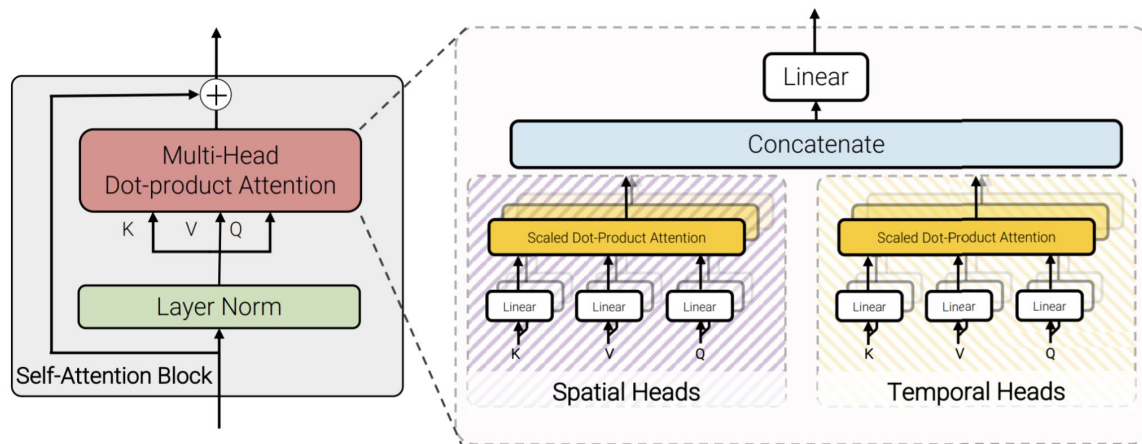 Multi-Head
Dot-product Attention
K V Q
Layer Norm
Self-Attention Block
Linear
Concatenate
Scaled Dot-Product Attention
Linear Linear Linear
K V Q
Spatial Heads
Scaled Dot-Product Attention
Linear Linear Linear
K V Q
Temporal Heads